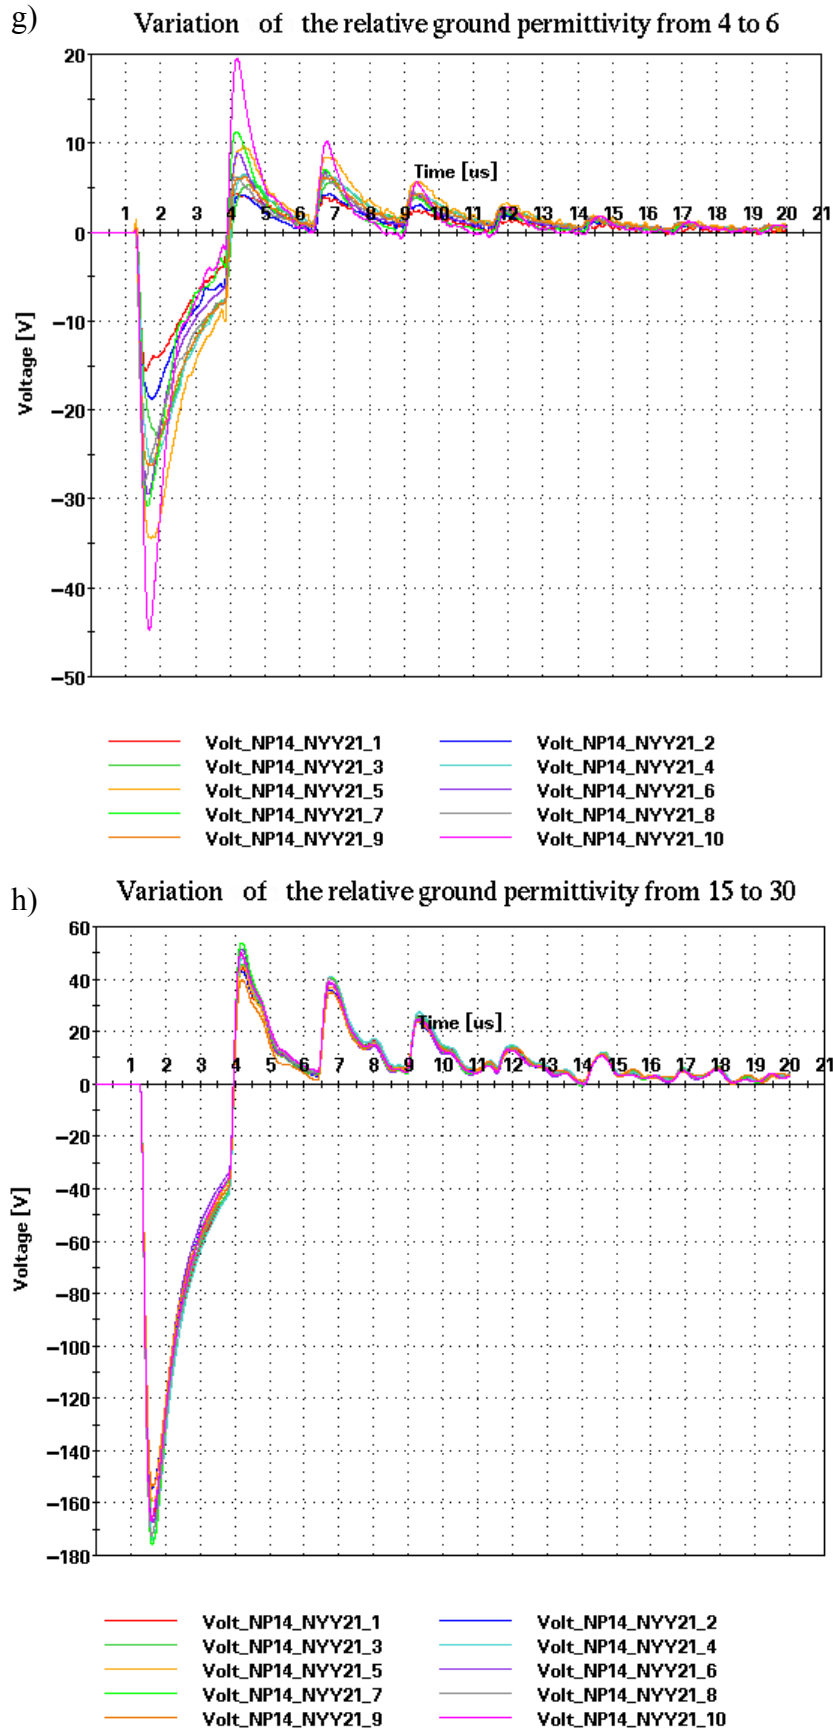 g) Variation of the relative ground permittivity from 4 to 6
20
10
Time [us]
1 2 3 4 5 6 7 8 9 10 11 12 13 14 15 16 17 18 19 20 21
0
−10
Voltage [V]
−20
−30
−40
−50
Volt_NP14_NYY21_1 Volt_NP14_NYY21_2
Volt_NP14_NYY21_3 Volt_NP14_NYY21_4
Volt_NP14_NYY21_5 Volt_NP14_NYY21_6
Volt_NP14_NYY21_7 Volt_NP14_NYY21_8
Volt_NP14_NYY21_9 Volt_NP14_NYY21_10
h) Variation of the relative ground permittivity from 15 to 30
60
40
20
Time [us]
1 2 3 4 5 6 7 8 9 10 11 12 13 14 15 16 17 18 19 20 21
0
−20
−40
Voltage [V]
−60
−80
−100
−120
−140
−160
−180
Volt_NP14_NYY21_1 Volt_NP14_NYY21_2
Volt_NP14_NYY21_3 Volt_NP14_NYY21_4
Volt_NP14_NYY21_5 Volt_NP14_NYY21_6
Volt_NP14_NYY21_7 Volt_NP14_NYY21_8
Volt_NP14_NYY21_9 Volt_NP14_NYY21_10